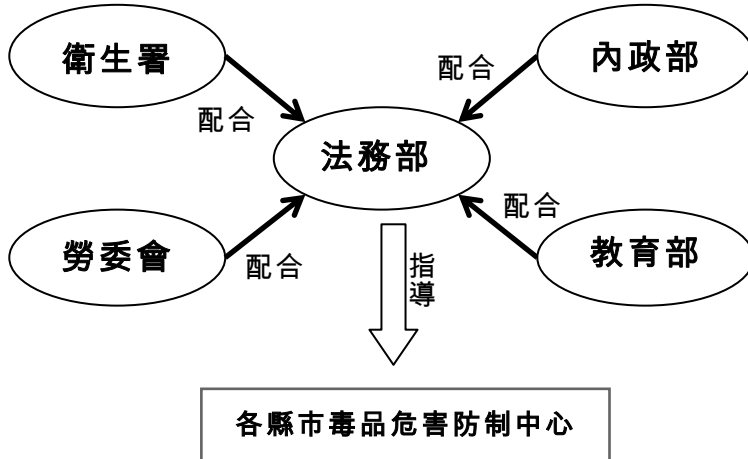 衛生署
內政部
配合
配合
法務部
勞委會
配合
配合
教育部
指導
各縣市毒品危害防制中心